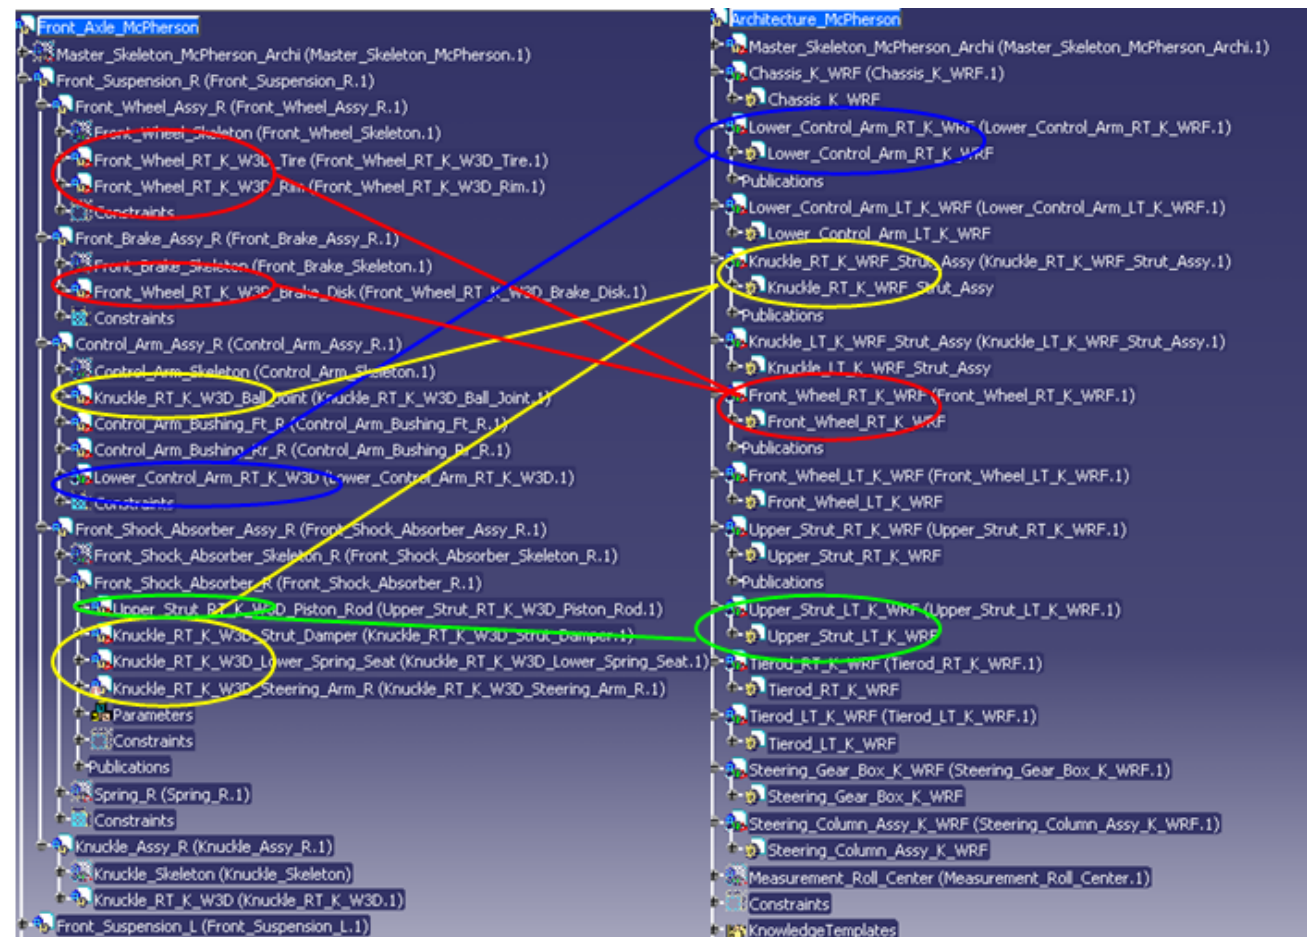 Front_Axle_McPherson
Master_Skeleton_McPherson_Archi (Master_Skeleton_McPherson.1)
Front_Suspension_R (Front_Suspension_R.1)
Front_Wheel_Assy_R (Front_Wheel_Assy_R.1)
Front_Wheel_Skeleton (Front_Wheel_Skeleton.1)
Front_Wheel_RT_K_W3D_Tire (Front_Wheel_RT_K_W3D_Tire.1)
Front_Wheel_RT_K_W3D_Rim (Front_Wheel_RT_K_W3D_Rim.1)
Constraints
Front_Brake_Assy_R (Front_Brake_Assy_R.1)
Front_Brake_Skeleton (Front_Brake_Skeleton.1)
Front_Wheel_RT_K_W3D_Brake_Disk (Front_Wheel_RT_K_W3D_Brake_Disk.1)
Constraints
Control_Arm_Assy_R (Control_Arm_Assy_R.1)
Control_Arm_Skeleton (Control_Arm_Skeleton.1)
Knuckle_RT_K_W3D_Ball_Joint (Knuckle_RT_K_W3D_Ball_Joint.1)
Control_Arm_Bushing_Ft_R (Control_Arm_Bushing_Ft_R.1)
Control_Arm_Bushing_Rr_R (Control_Arm_Bushing_Rr_R.1)
Lower_Control_Arm_RT_K_W3D (Lower_Control_Arm_RT_K_W3D.1)
Constraints
Front_Shock_Absorber_Assy_R (Front_Shock_Absorber_Assy_R.1)
Front_Shock_Absorber_Skeleton_R (Front_Shock_Absorber_Skeleton_R.1)
Front_Shock_Absorber_R (Front_Shock_Absorber_R.1)
Upper_Strut_RT_K_W3D_Piston_Rod (Upper_Strut_RT_K_W3D_Piston_Rod.1)
Knuckle_RT_K_W3D_Strut_Damper (Knuckle_RT_K_W3D_Strut_Damper.1)
Knuckle_RT_K_W3D_Lower_Spring_Seat (Knuckle_RT_K_W3D_Lower_Spring_Seat.1)
Knuckle_RT_K_W3D_Steering_Arm_R (Knuckle_RT_K_W3D_Steering_Arm_R.1)
Parameters
Constraints
Publications
Spring_R (Spring_R.1)
Constraints
Knuckle_Assy_R (Knuckle_Assy_R.1)
Knuckle_Skeleton (Knuckle_Skeleton)
Knuckle_RT_K_W3D (Knuckle_RT_K_W3D.1)
Front_Suspension_L (Front_Suspension_L.1)
Architecture_McPherson
Master_Skeleton_McPherson_Archi (Master_Skeleton_McPherson_Archi.1)
Chassis_K_WRF (Chassis_K_WRF.1)
Chassis_K_WRF
Lower_Control_Arm_RT_K_WRF (Lower_Control_Arm_RT_K_WRF.1)
Lower_Control_Arm_RT_K_WRF
Publications
Lower_Control_Arm_LT_K_WRF (Lower_Control_Arm_LT_K_WRF.1)
Lower_Control_Arm_LT_K_WRF
Knuckle_RT_K_WRF_Strut_Assy (Knuckle_RT_K_WRF_Strut_Assy.1)
Knuckle_RT_K_WRF_Strut_Assy
Publications
Knuckle_LT_K_WRF_Strut_Assy (Knuckle_LT_K_WRF_Strut_Assy.1)
Knuckle_LT_K_WRF_Strut_Assy
Front_Wheel_RT_K_WRF (Front_Wheel_RT_K_WRF.1)
Front_Wheel_RT_K_WRF
Publications
Front_Wheel_LT_K_WRF (Front_Wheel_LT_K_WRF.1)
Front_Wheel_LT_K_WRF
Upper_Strut_RT_K_WRF (Upper_Strut_RT_K_WRF.1)
Upper_Strut_RT_K_WRF
Publications
Upper_Strut_LT_K_WRF (Upper_Strut_LT_K_WRF.1)
Upper_Strut_LT_K_WRF
Tierod_RT_K_WRF (Tierod_RT_K_WRF.1)
Tierod_RT_K_WRF
Tierod_LT_K_WRF (Tierod_LT_K_WRF.1)
Tierod_LT_K_WRF
Steering_Gear_Box_K_WRF (Steering_Gear_Box_K_WRF.1)
Steering_Gear_Box_K_WRF
Steering_Column_Assy_K_WRF (Steering_Column_Assy_K_WRF.1)
Steering_Column_Assy_K_WRF
Measurement_Roll_Center (Measurement_Roll_Center.1)
Constraints
KnowledgeTemplates